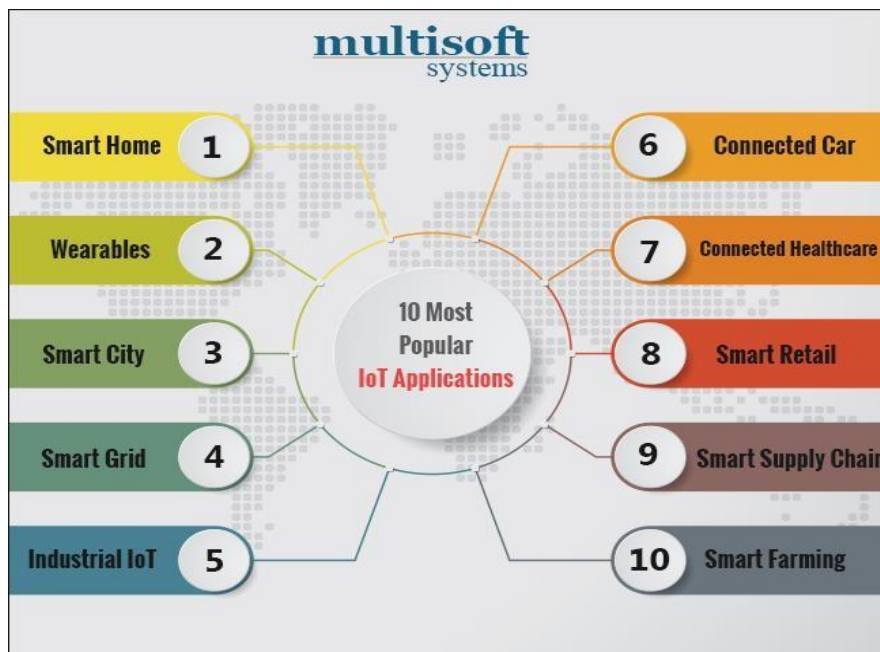 multisoft
systems
Smart Home 1
Wearables 2
Smart City 3
Smart Grid 4
Industrial IoT 5
10 Most
Popular
IoT Applications
6 Connected Car
7 Connected Healthcare
8 Smart Retail
9 Smart Supply Chain
10 Smart Farming